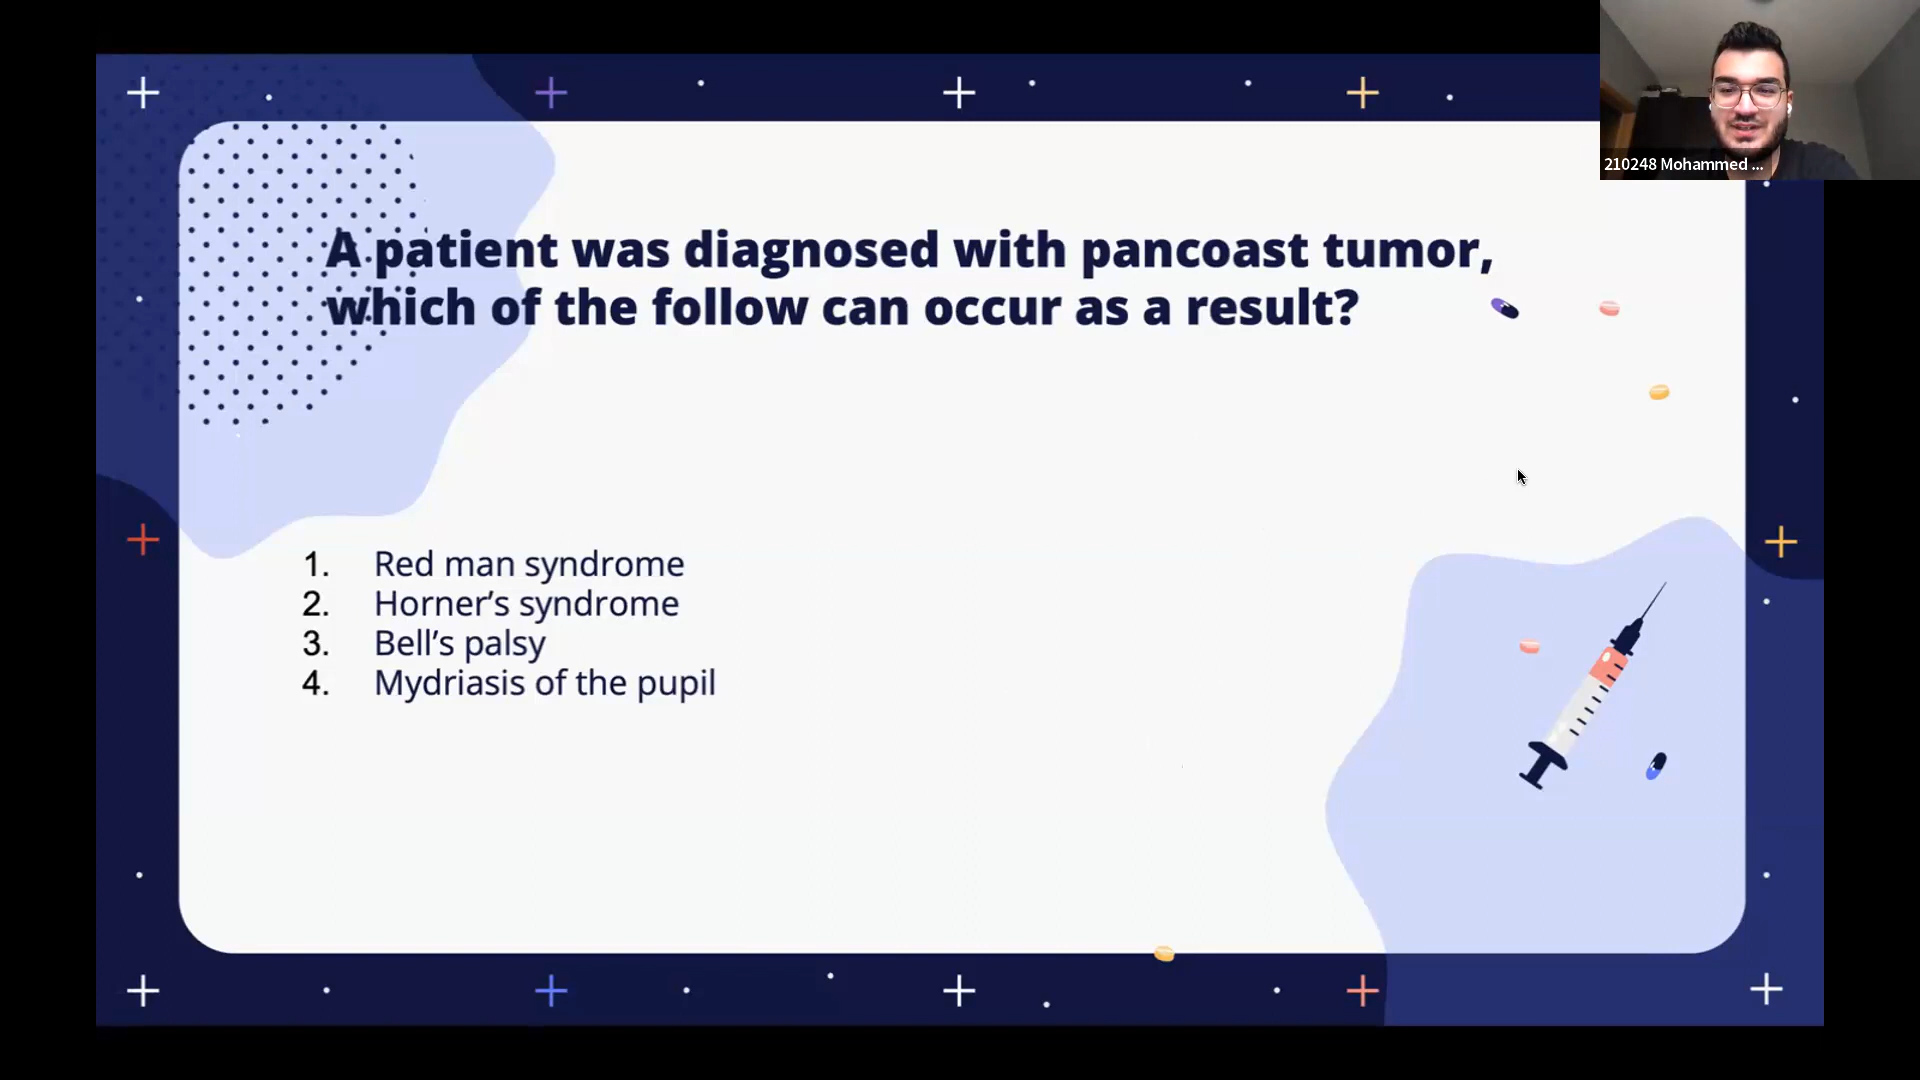 A patient was diagnosed with pancoast tumor,
which of the follow can occur as a result?
1. Red man syndrome
2. Horner’s syndrome
3. Bell’s palsy
4. Mydriasis of the pupil
210248 Mohammed ...